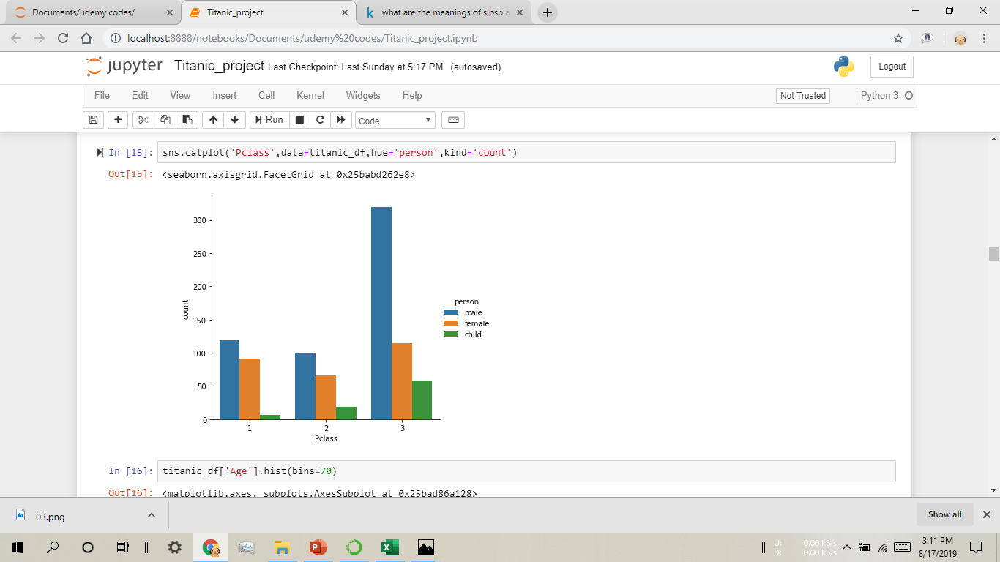 Documents/udemy codes/
Titanic_project
what are the meanings of sibsp a
localhost:8888/notebooks/Documents/udemy%20codes/Titanic_project.ipynb
jupyter Titanic_project Last Checkpoint: Last Sunday at 5:17 PM (autosaved)
Logout
File Edit View Insert Cell Kernel Widgets Help
Not Trusted
Python 3
Run
Code
In [15]: sns.catplot('Pclass',data=titanic_df,hue='person',kind='count')
Out[15]: <seaborn.axisgrid.FacetGrid at 0x25babd262e8>
300
250
200
150
100
50
0
count
1 2 3
Pclass
person
male
female
child
In [16]: titanic_df['Age'].hist(bins=70)
Out[16]: <matplotlib.axes._subplots.AxesSubplot at 0x25bad86a128>
03.png
Show all
U: 0.00 kB/s
D: 0.00 kB/s
3:11 PM
8/17/2019